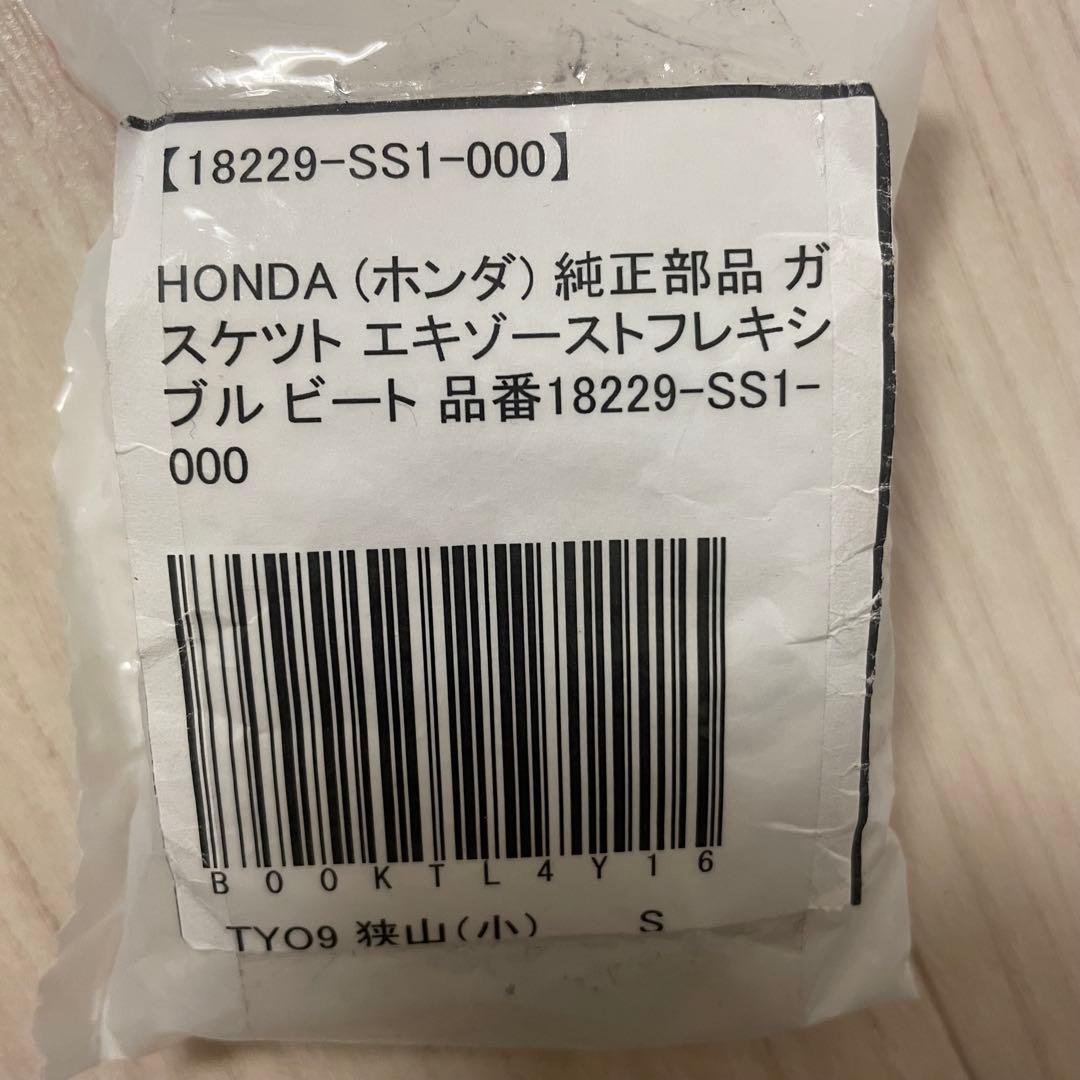 【18229-SS1-000】
HONDA (ホンダ) 純正部品 ガ
スケツト エキゾーストフレキシ
ブル ビート 品番18229-SS1-
000
B00KTL4Y16
TYO9 狭山(小) S